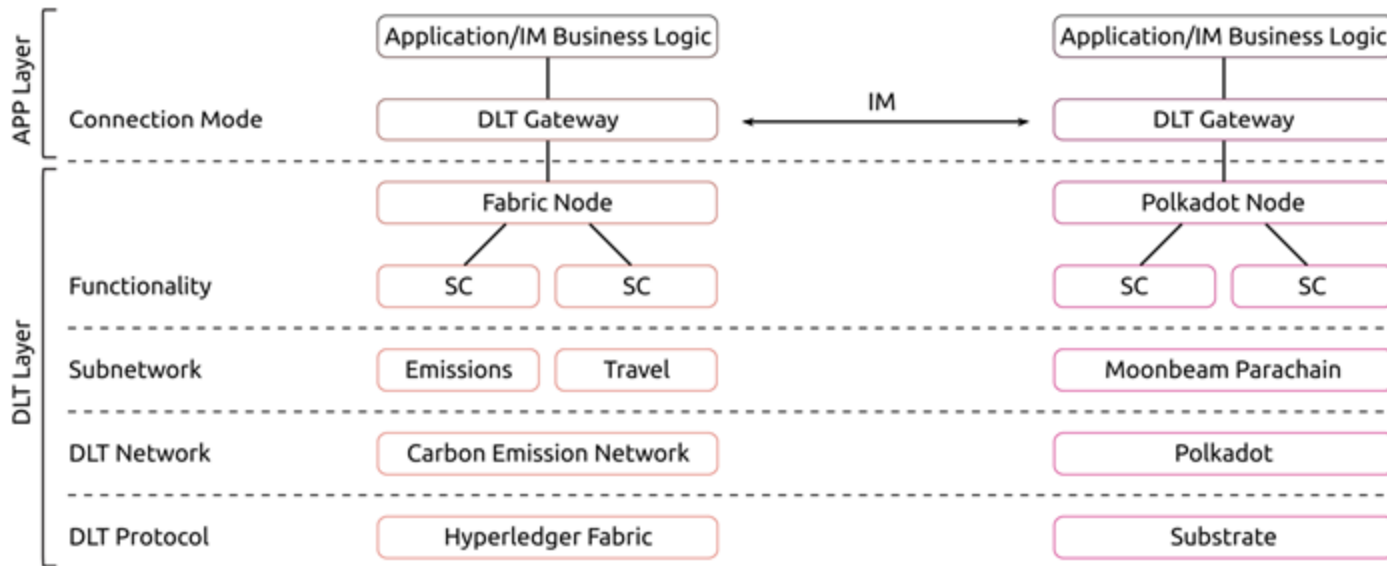 APP Layer
Application/IM Business Logic
Application/IM Business Logic
Connection Mode
DLT Gateway
IM
DLT Gateway
DLT Layer
Fabric Node
Polkadot Node
Functionality
SC
SC
SC
SC
Subnetwork
Emissions
Travel
Moonbeam Parachain
DLT Network
Carbon Emission Network
Polkadot
DLT Protocol
Hyperledger Fabric
Substrate